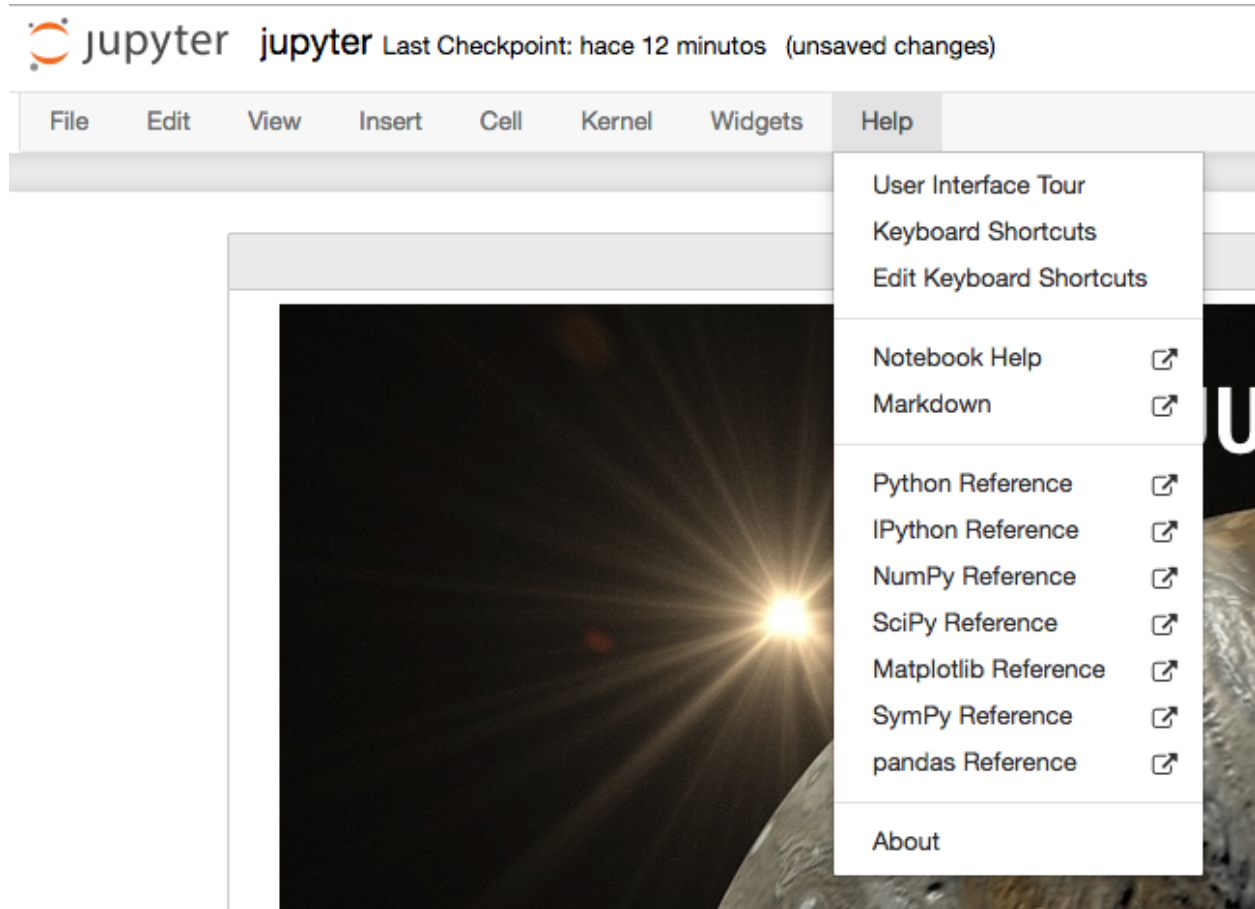 jupyter jupyter Last Checkpoint: hace 12 minutos (unsaved changes)
File Edit View Insert Cell Kernel Widgets Help
User Interface Tour
Keyboard Shortcuts
Edit Keyboard Shortcuts
Notebook Help
Markdown
Python Reference
IPython Reference
NumPy Reference
SciPy Reference
Matplotlib Reference
SymPy Reference
pandas Reference
About